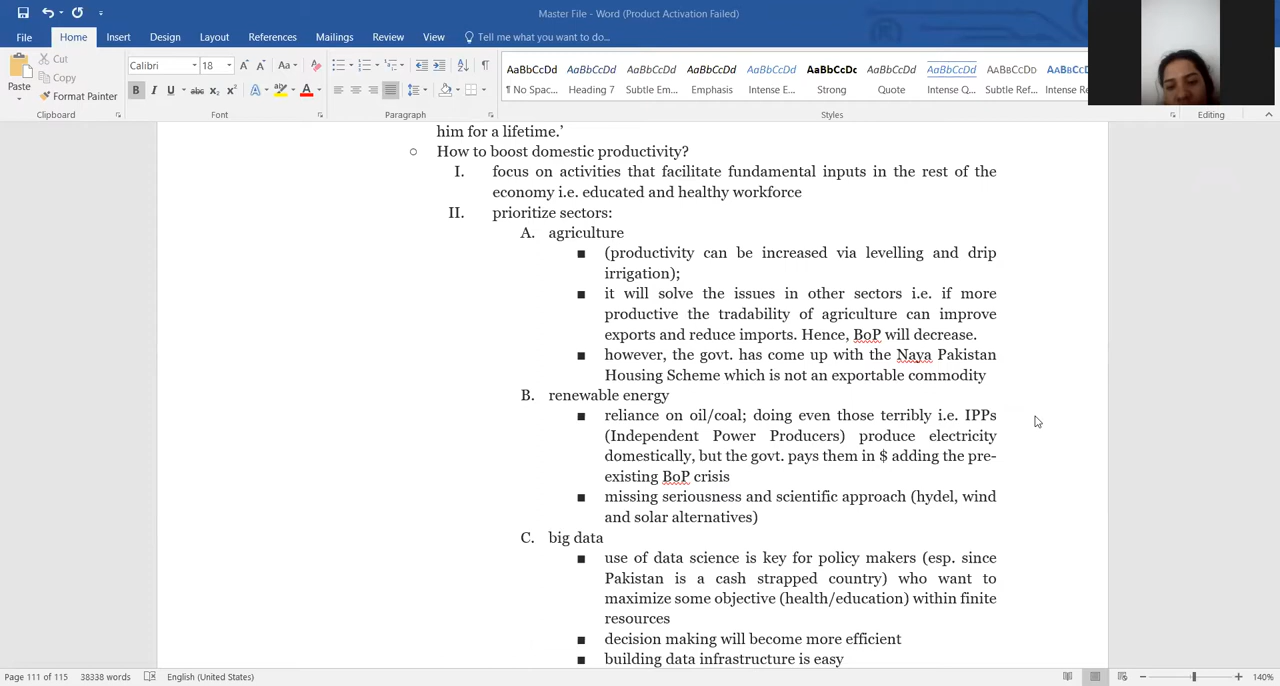 Master File - Word (Product Activation Failed)
File Home Insert Design Layout References Mailings Review View Tell me what you want to do...
Paste
Cut
Copy
Format Painter
Clipboard
Calibri 18
Aa
B I U abc X₂ X²
Font
Paragraph
AaBbCcDd AaBbCcDd AaBbCcDd AaBbCcDd AaBbCcDd AaBbCcDc AaBbCcDd AaBbCcDd AABBCCDD AaBbCcD
¶ No Spac... Heading 7 Subtle Em... Emphasis Intense E... Strong Quote Intense Q... Subtle Ref... Intense Re
Styles
Editing
him for a lifetime.’
○ How to boost domestic productivity?
I. focus on activities that facilitate fundamental inputs in the rest of the
economy i.e. educated and healthy workforce
II. prioritize sectors:
A. agriculture
■ (productivity can be increased via levelling and drip
irrigation);
■ it will solve the issues in other sectors i.e. if more
productive the tradability of agriculture can improve
exports and reduce imports. Hence, BoP will decrease.
■ however, the govt. has come up with the Naya Pakistan
Housing Scheme which is not an exportable commodity
B. renewable energy
■ reliance on oil/coal; doing even those terribly i.e. IPPs
(Independent Power Producers) produce electricity
domestically, but the govt. pays them in $ adding the pre-
existing BoP crisis
■ missing seriousness and scientific approach (hydel, wind
and solar alternatives)
C. big data
■ use of data science is key for policy makers (esp. since
Pakistan is a cash strapped country) who want to
maximize some objective (health/education) within finite
resources
■ decision making will become more efficient
■ building data infrastructure is easy
Page 111 of 115 38338 words English (United States) 140%